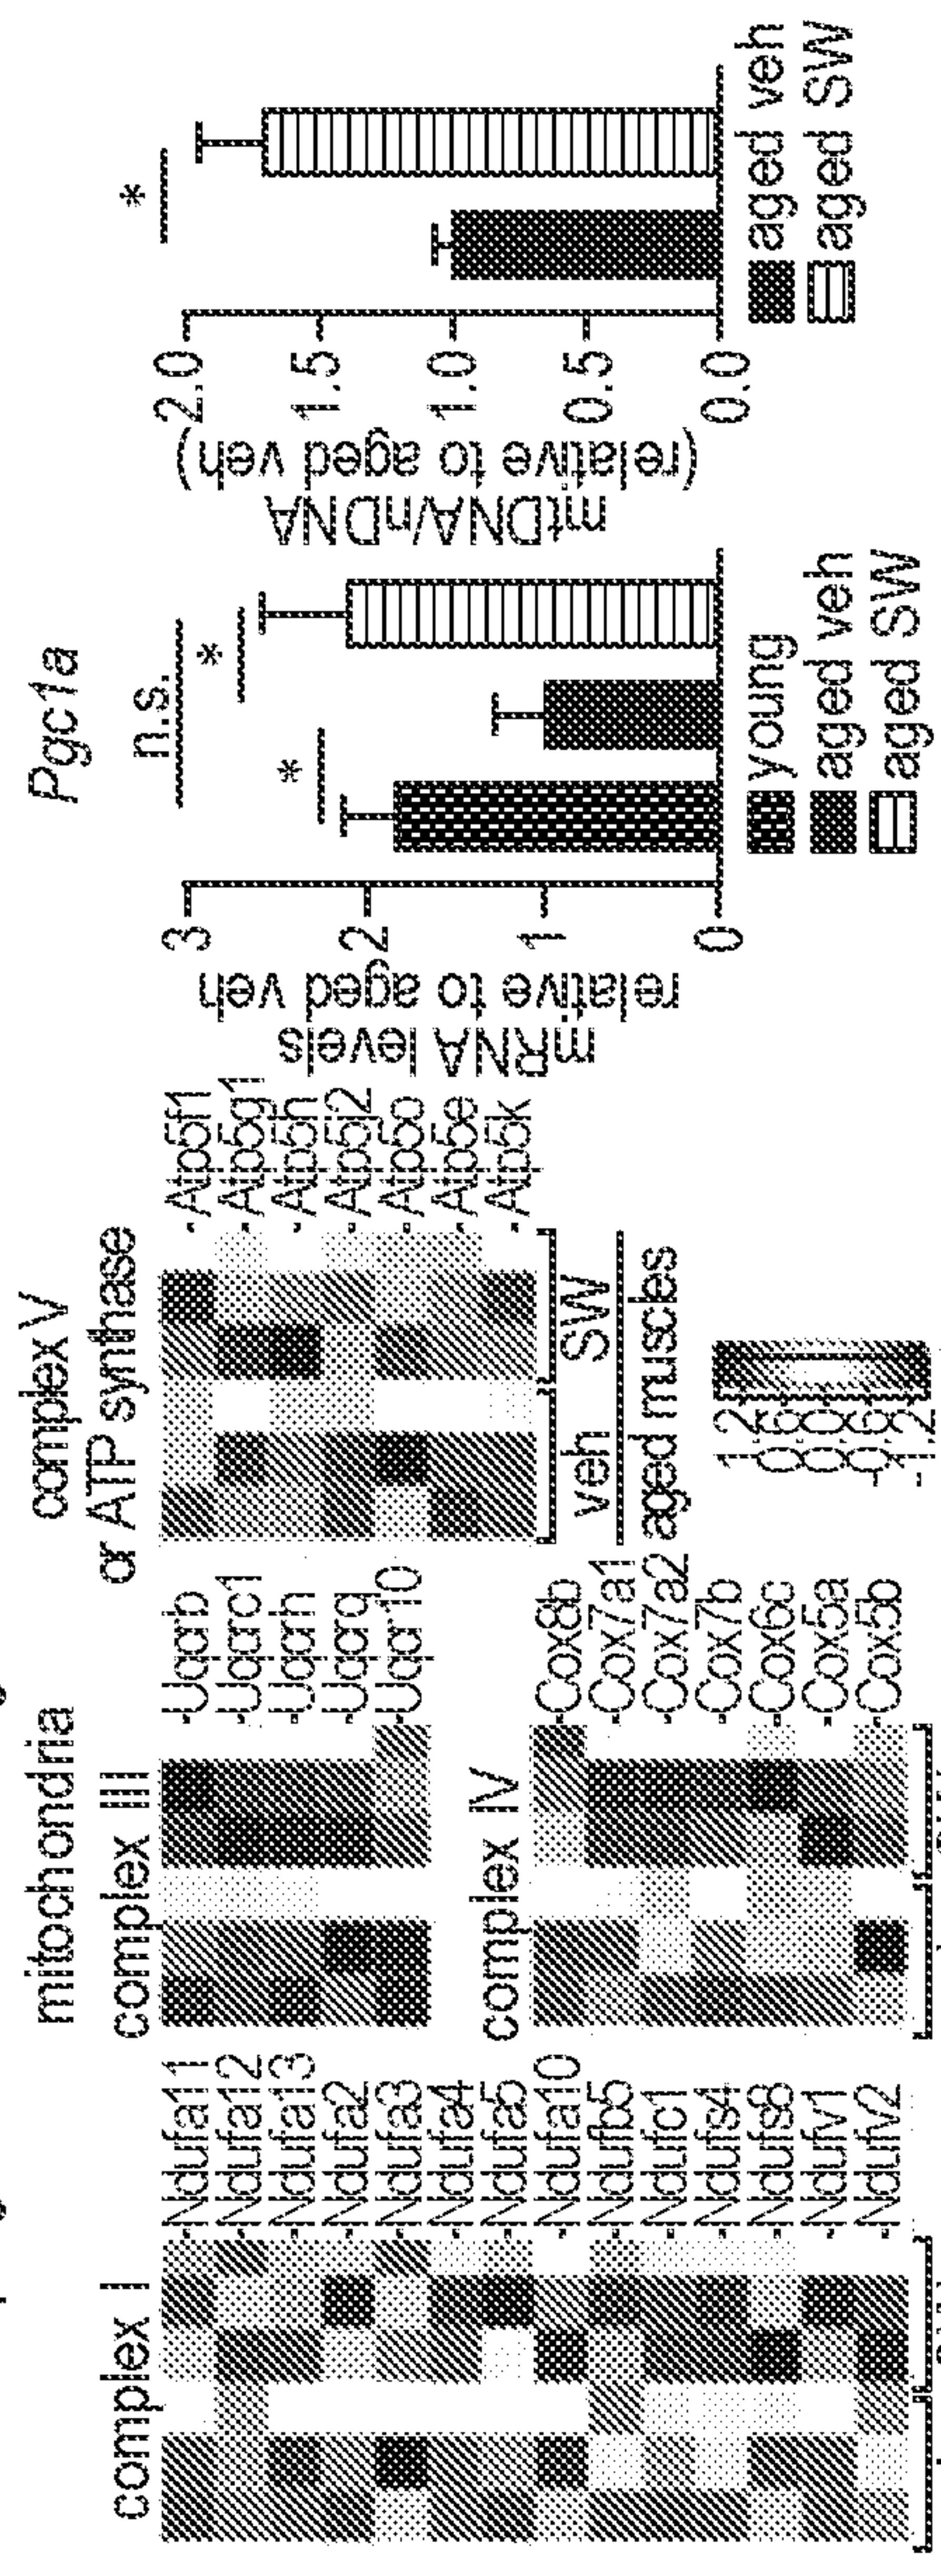 mitochondria
complex I
Ndufa11
Ndufa12
Ndufa13
Ndufa2
Ndufa3
Ndufa4
Ndufa5
Ndufa10
Ndufb5
Ndufc1
Ndufs4
Ndufs8
Ndufv1
Ndufv2
complex III
Uqcrb
Uqcrc1
Uqcrh
Uqcrq
Uqcr10
complex IV
Cox8b
Cox7a1
Cox7a2
Cox7b
Cox6c
Cox5a
Cox5b
complex V
or ATP synthase
Atp5f1
Atp5g1
Atp5h
Atp5j2
Atp5o
Atp5e
Atp5k
veh SW
aged muscles
1.2
0.6
0.0
-0.6
-1.2
Pgc1a
mRNA levels
relative to aged veh
3
2
1
0
n.s.
*
*
young
aged veh
aged SW
mtDNA/nDNA
(relative to aged veh)
2.0
1.5
1.0
0.5
0.0
*
aged veh
aged SW